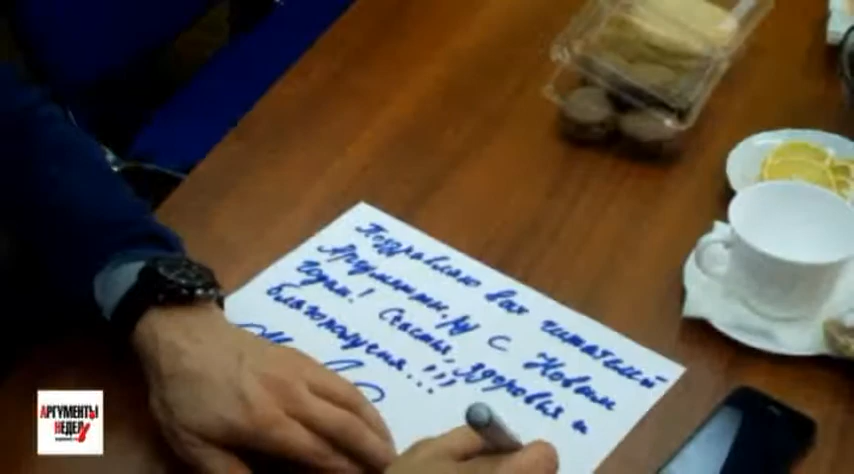 Поздравляю вас читателей
Аргументы.ру с Новым
Годом! Счастья, здоровья и
благополучия...!!!
АРГУМЕНТЫ
НЕДЕЛИ